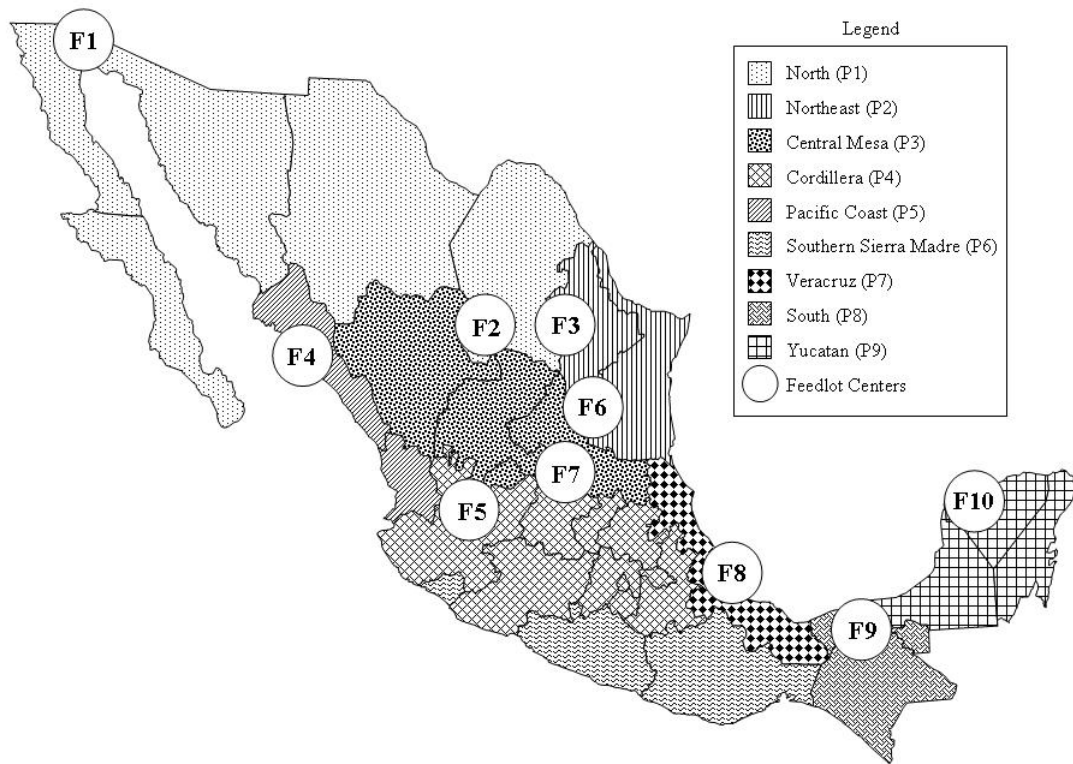 Legend
North (P1)
Northeast (P2)
Central Mesa (P3)
Cordillera (P4)
Pacific Coast (P5)
Southern Sierra Madre (P6)
Veracruz (P7)
South (P8)
Yucatan (P9)
Feedlot Centers
F1
F2
F3
F4
F6
F7
F5
F10
F8
F9